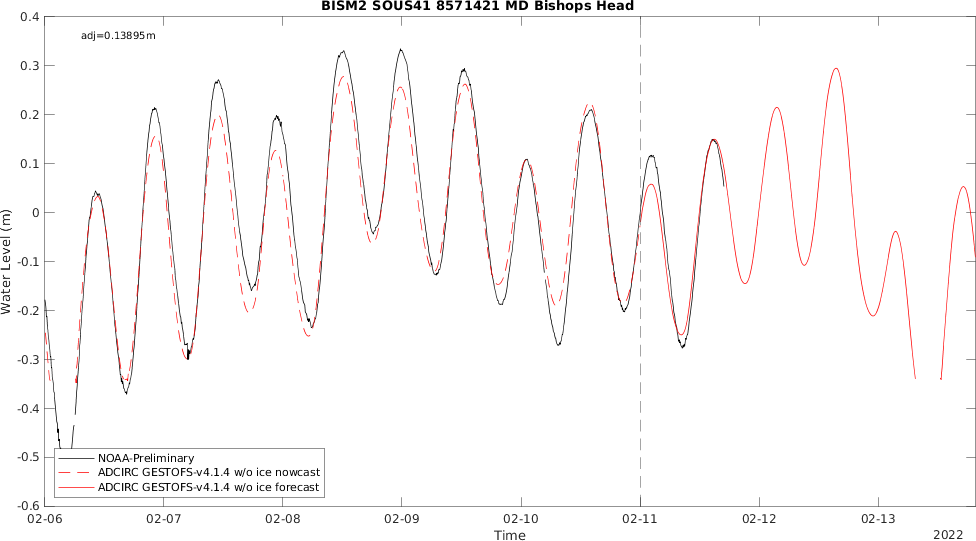 BISM2 SOUS41 8571421 MD Bishops Head
adj=0.13895m
0.4
0.3
0.2
0.1
0
-0.1
-0.2
-0.3
-0.4
-0.5
-0.6
Water Level (m)
NOAA-Preliminary
ADCIRC GESTOFS-v4.1.4 w/o ice nowcast
ADCIRC GESTOFS-v4.1.4 w/o ice forecast
02-06 02-07 02-08 02-09 02-10 02-11 02-12 02-13
Time
2022